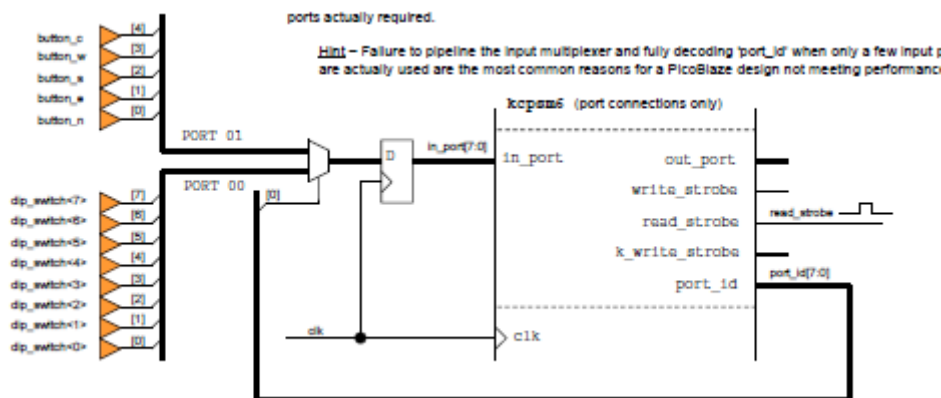 ports actually required.
Hint – Failure to pipeline the input multiplexer and fully decoding 'port_id' when only a few input p
are actually used are the most common reasons for a PicoBlaze design not meeting performance
kcpsm6 (port connections only)
button_c [4]
button_w [3]
button_s [2]
button_e [1]
button_n [0]
PORT 01
PORT 00
[0]
D
in_port[7:0]
in_port
out_port
write_strobe
read_strobe
read_strobe
k_write_strobe
port_id
port_id[7:0]
dip_switch<7> [7]
dip_switch<6> [6]
dip_switch<5> [5]
dip_switch<4> [4]
dip_switch<3> [3]
dip_switch<2> [2]
dip_switch<1> [1]
dip_switch<0> [0]
clk
clk